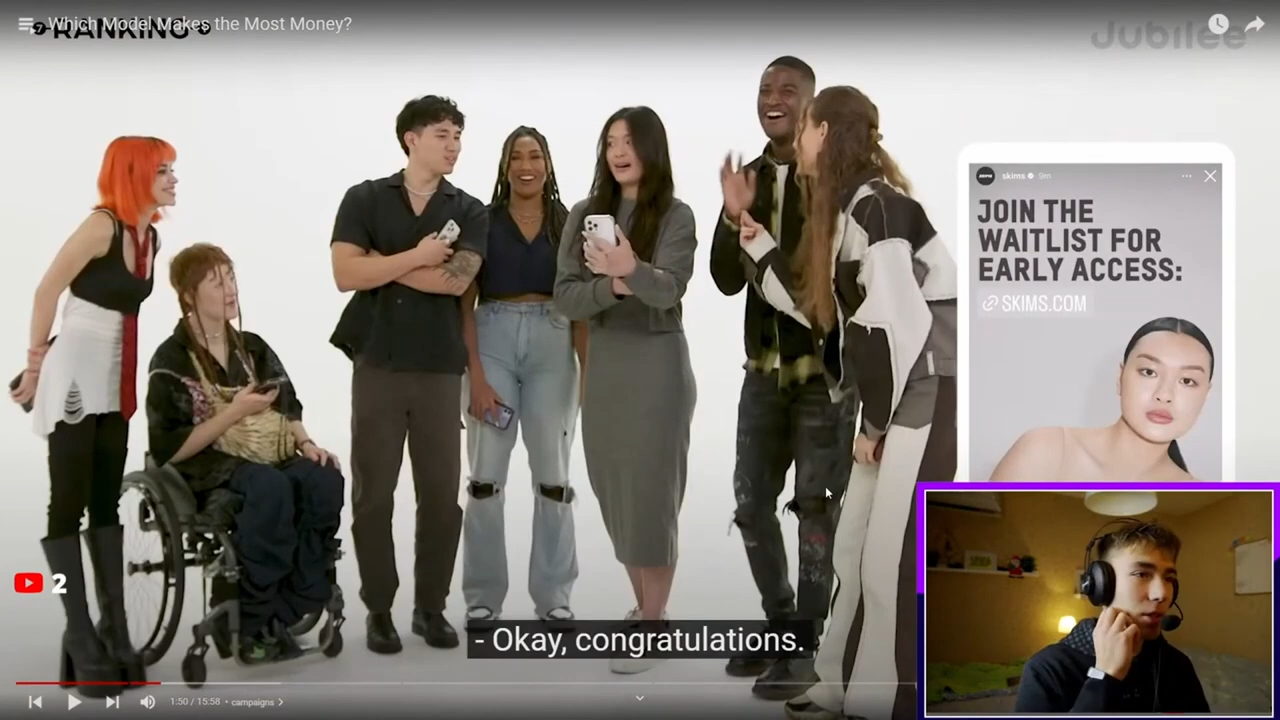 Which Model Makes the Most Money?
RANKING
Jubilee
skims 9m
JOIN THE
WAITLIST FOR
EARLY ACCESS:
SKIMS.COM
2
- Okay, congratulations.
1:50 / 15:58 • campaigns